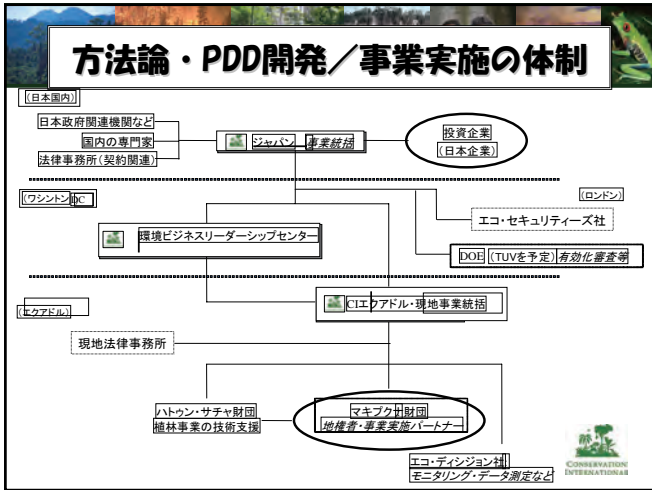 方法論・PDD開発／事業実施の体制
(日本国内)
日本政府関連機関など
国内の専門家
法律事務所(契約関連)
ジャパン 事業統括
投資企業
(日本企業)
(ワシントンDC
(ロンドン)
エコ・セキュリティーズ社
環境ビジネスリーダーシップセンター
DOE (TUVを予定) 有効化審査等
(エクアドル)
CIエクアドル・現地事業統括
現地法律事務所
ハトゥン・サチャ財団
植林事業の技術支援
マキプクナ財団
地権者・事業実施パートナー
エコ・ディシジョン社
モニタリング・データ測定など
CONSERVATION
INTERNATIONAL